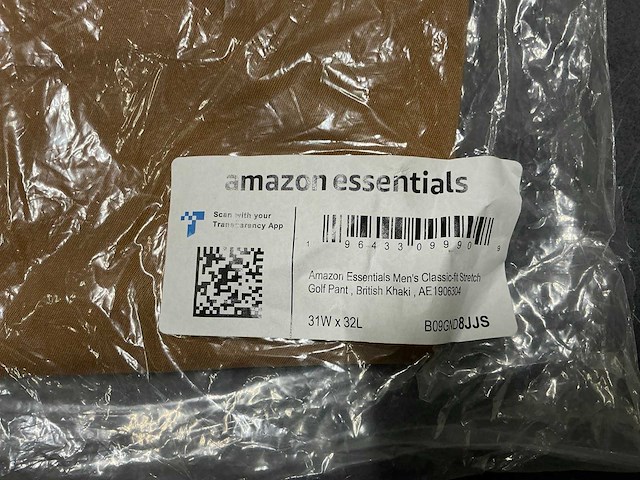 amazon essentials
Scan with your
Transparency App
1 96433 09990 9
Amazon Essentials Men's Classic-fit Stretch
Golf Pant , British Khaki , AE1906304
31W x 32L
B09GND8JJS